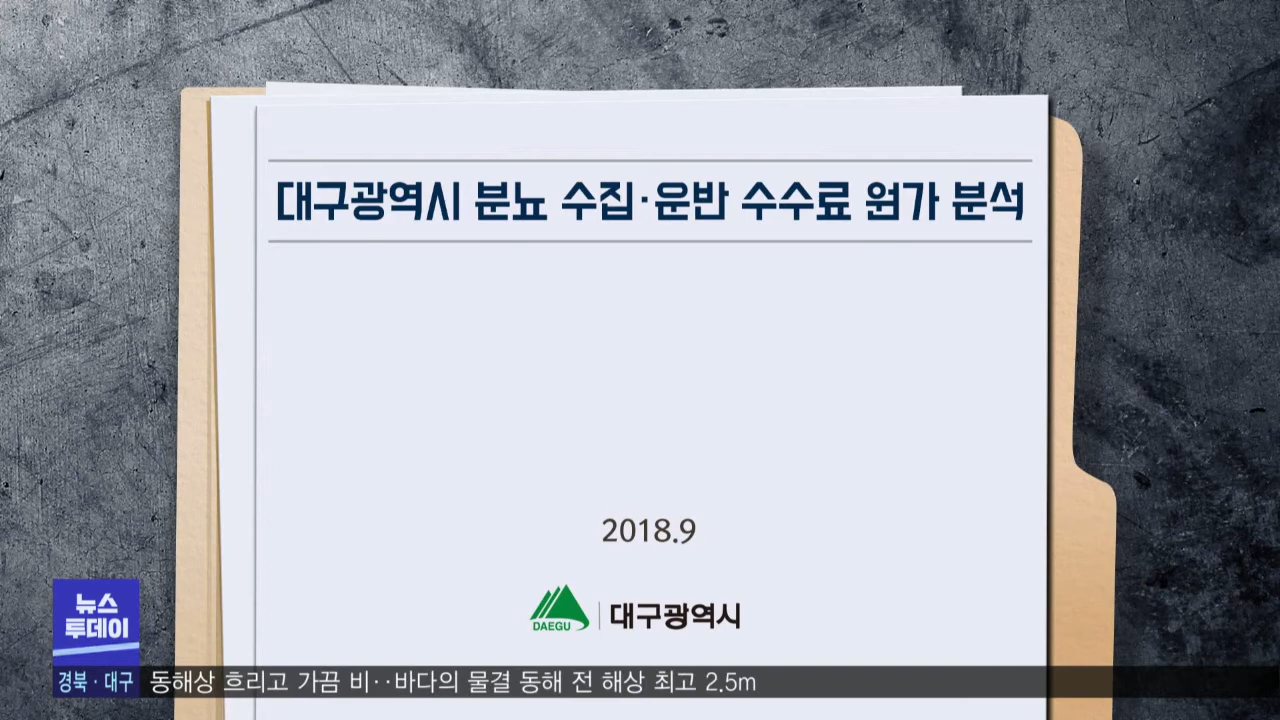 대구광역시 분뇨 수집·운반 수수료 원가 분석
2018.9
DAEGU
대구광역시
뉴스
투데이
경북·대구
동해상 흐리고 가끔 비‥바다의 물결 동해 전 해상 최고 2.5m